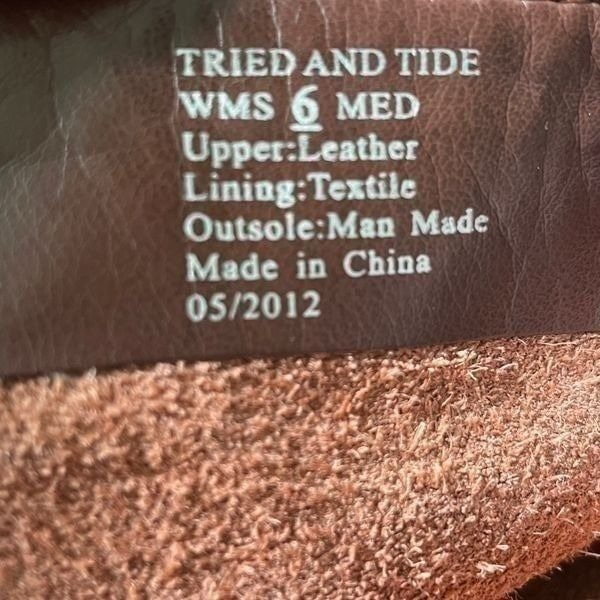 TRIED AND TIDE
WMS 6 MED
Upper:Leather
Lining:Textile
Outsole:Man Made
Made in China
05/2012